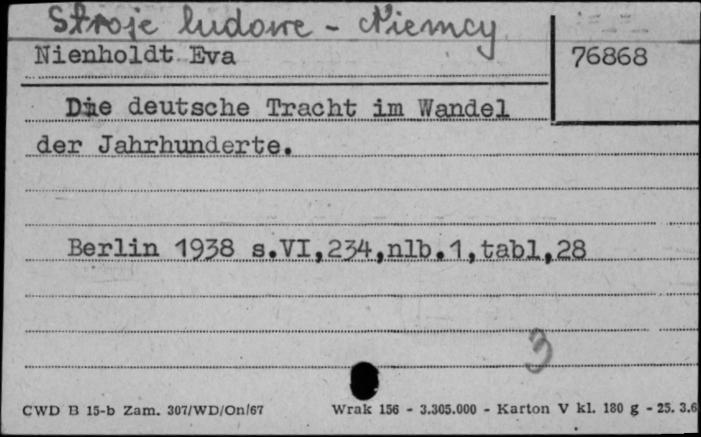 Stroje ludowe - Niemcy
Nienholdt Eva
76868
Die deutsche Tracht im Wandel
der Jahrhunderte.
Berlin 1938 s.VI,234,nlb.1,tabl,28
3
CWD B 15-b Zam. 307/WD/On/67
Wrak 156 - 3.305.000 - Karton V kl. 180 g - 25. 3.6